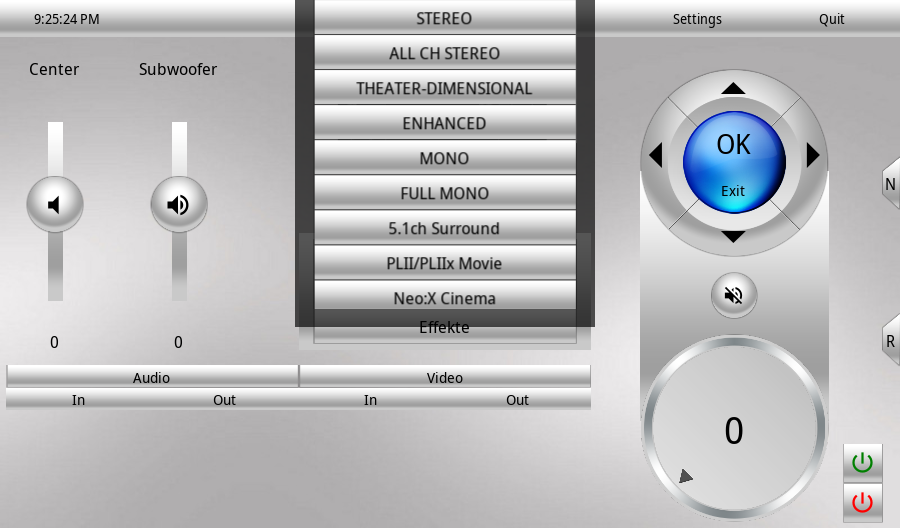 9:25:24 PM
Settings
Quit
Center
Subwoofer
STEREO
ALL CH STEREO
THEATER-DIMENSIONAL
ENHANCED
MONO
FULL MONO
5.1ch Surround
PLII/PLIIx Movie
Neo:X Cinema
Effekte
OK
Exit
N
R
0
0
Audio
Video
In
Out
In
Out
0